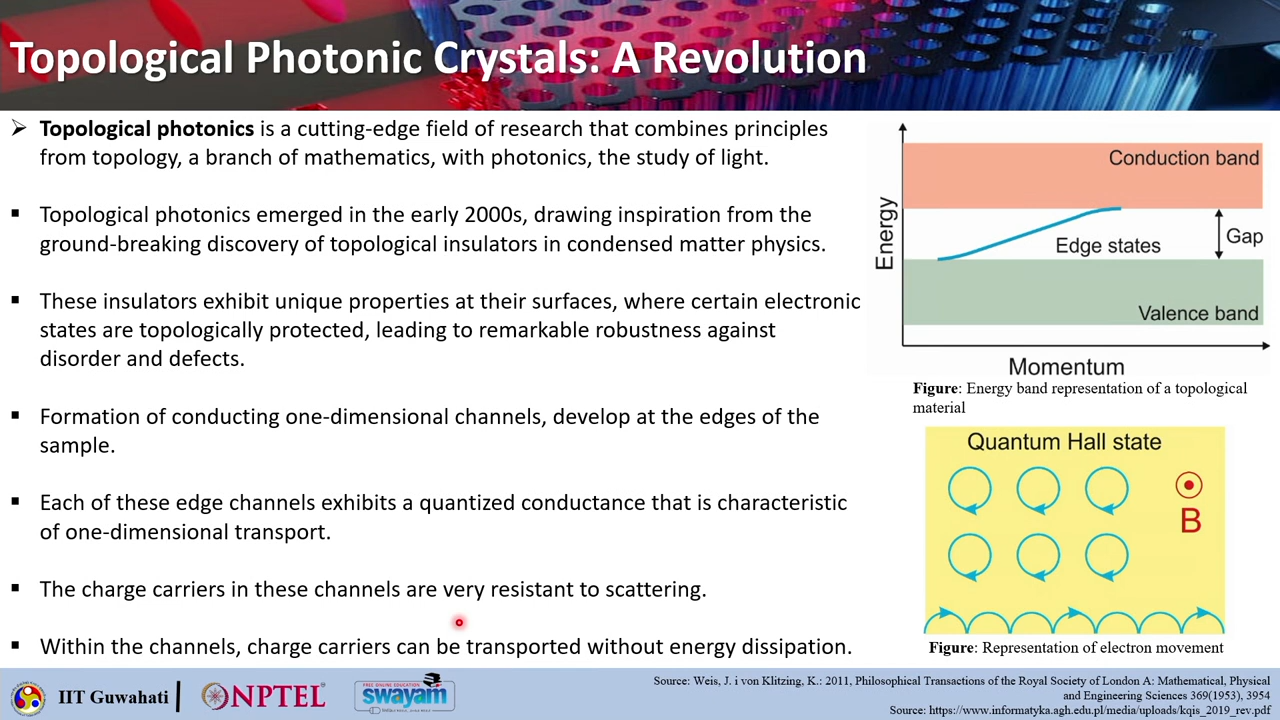 Topological Photonic Crystals: A Revolution
➢ Topological photonics is a cutting-edge field of research that combines principles
from topology, a branch of mathematics, with photonics, the study of light.
▪ Topological photonics emerged in the early 2000s, drawing inspiration from the
ground-breaking discovery of topological insulators in condensed matter physics.
▪ These insulators exhibit unique properties at their surfaces, where certain electronic
states are topologically protected, leading to remarkable robustness against
disorder and defects.
▪ Formation of conducting one-dimensional channels, develop at the edges of the
sample.
▪ Each of these edge channels exhibits a quantized conductance that is characteristic
of one-dimensional transport.
▪ The charge carriers in these channels are very resistant to scattering.
▪ Within the channels, charge carriers can be transported without energy dissipation.
Energy
Conduction band
Edge states
Gap
Valence band
Momentum
Figure: Energy band representation of a topological
material
Quantum Hall state
B
Figure: Representation of electron movement
IIT Guwahati
NPTEL
FREE ONLINE EDUCATION
swayam
Source: Weis, J. i von Klitzing, K.: 2011, Philosophical Transactions of the Royal Society of London A: Mathematical, Physical
and Engineering Sciences 369(1953), 3954
Source: https://www.informatyka.agh.edu.pl/media/uploads/kqis_2019_rev.pdf